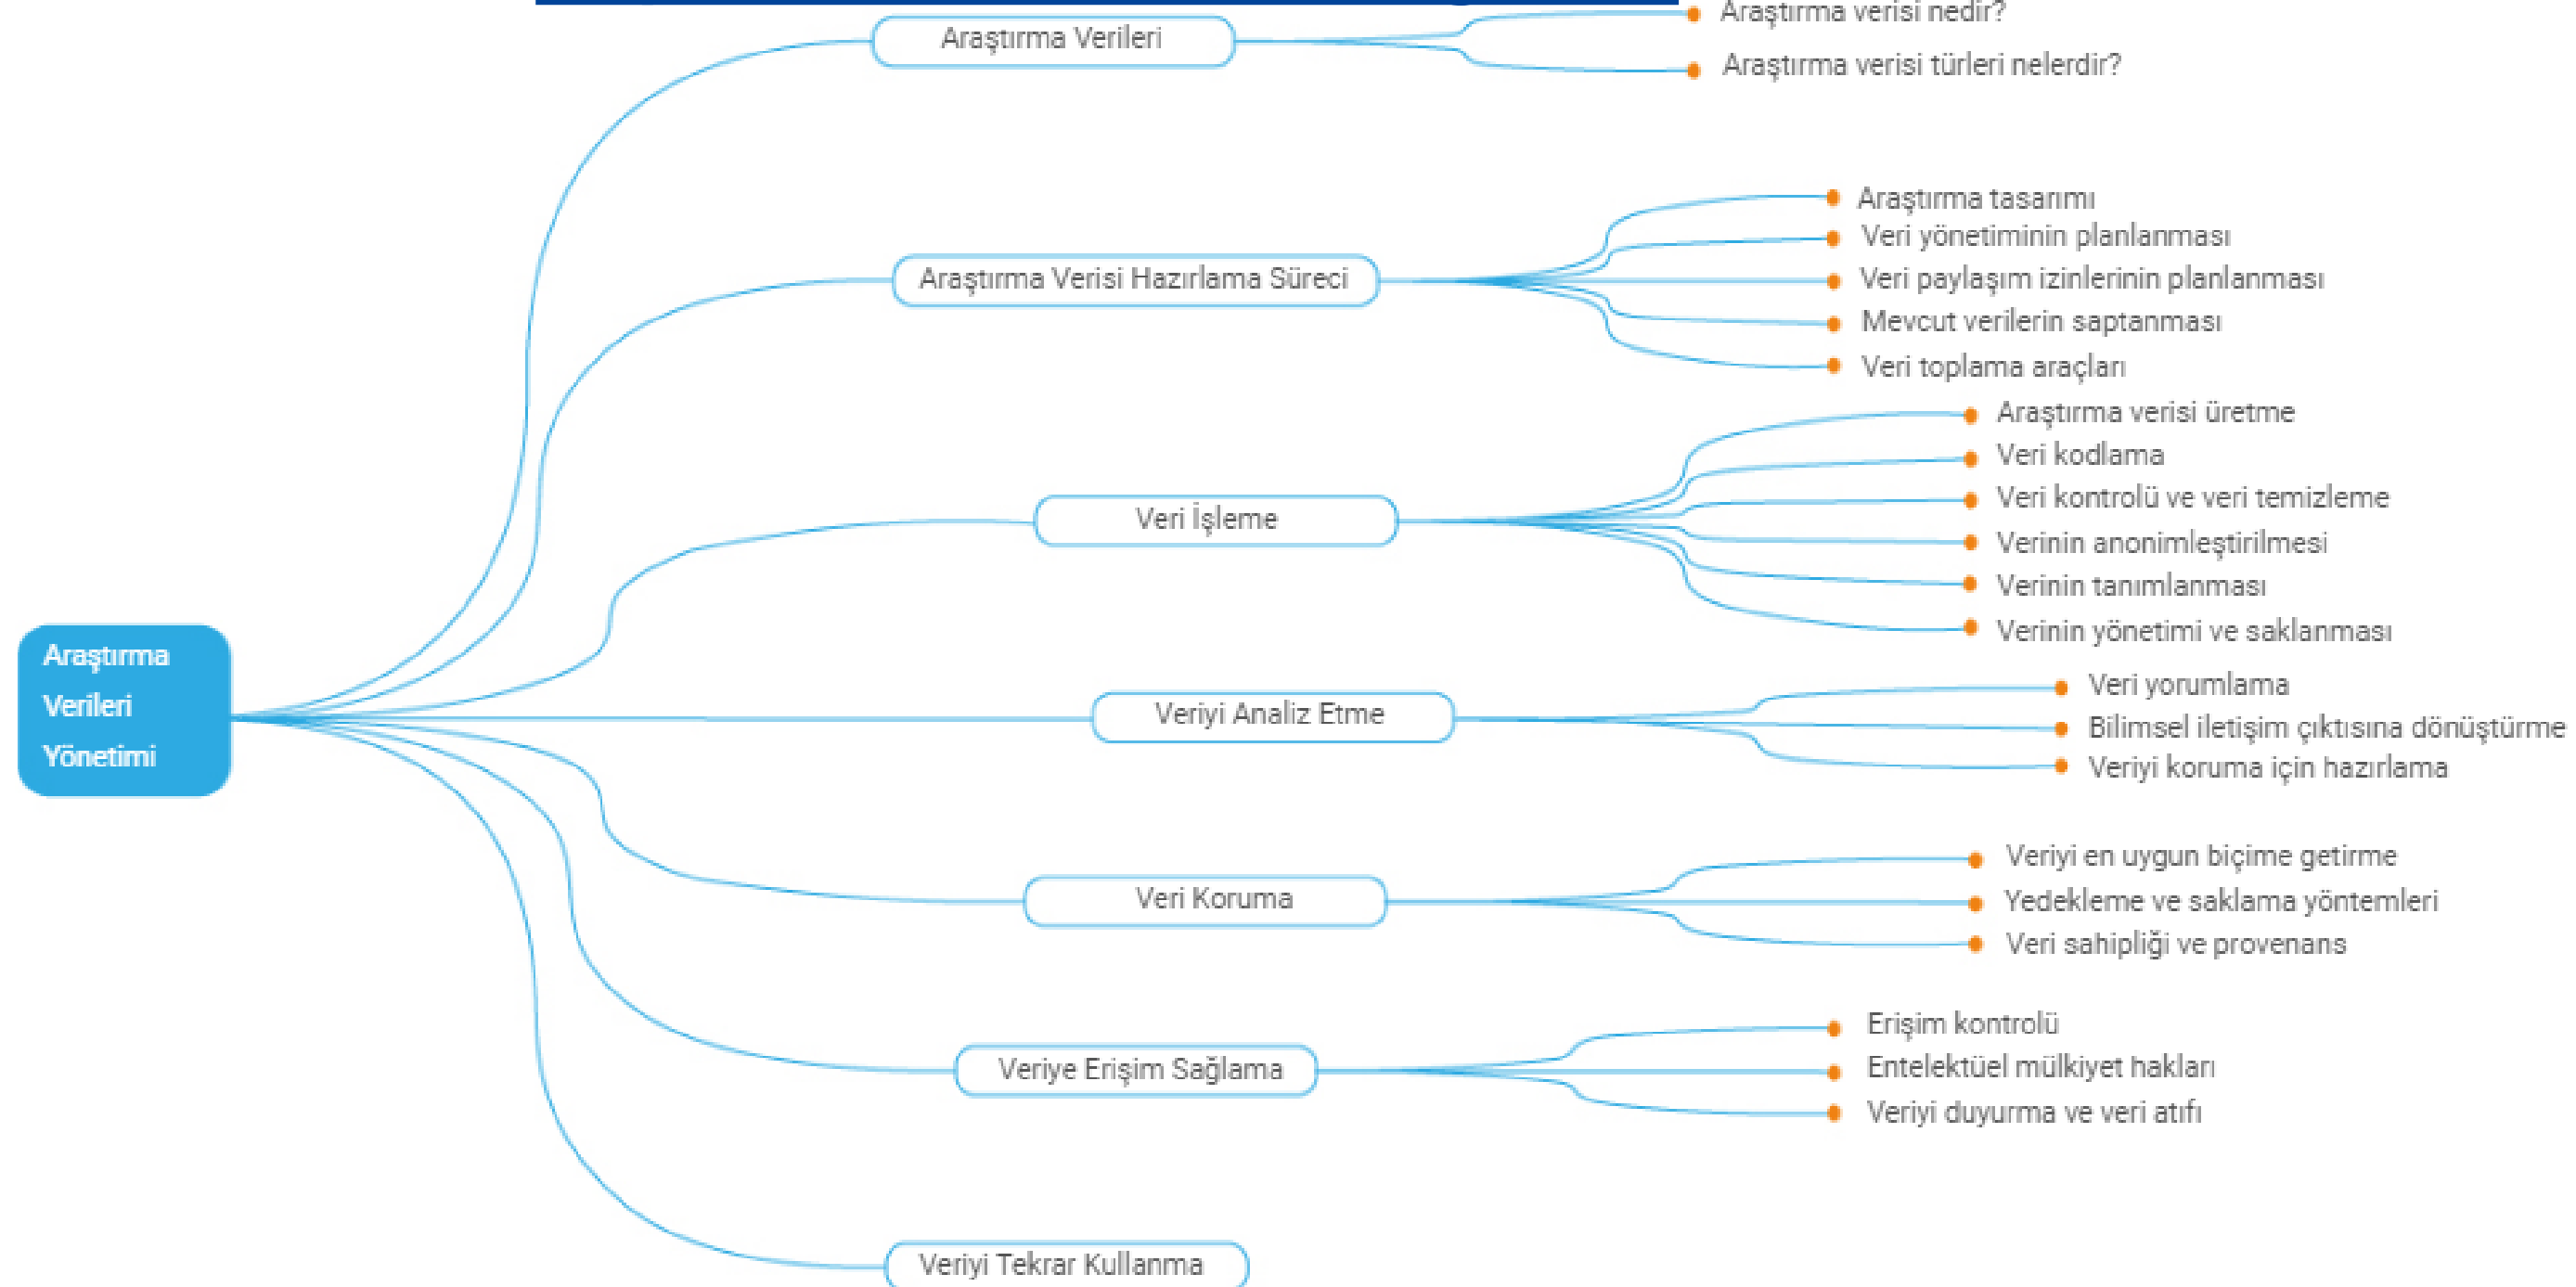 Araştırma Verileri Yönetimi
Araştırma Verileri
Araştırma verisi nedir?
Araştırma verisi türleri nelerdir?
Araştırma Verisi Hazırlama Süreci
Araştırma tasarımı
Veri yönetiminin planlanması
Veri paylaşım izinlerinin planlanması
Mevcut verilerin saptanması
Veri toplama araçları
Veri İşleme
Araştırma verisi üretme
Veri kodlama
Veri kontrolü ve veri temizleme
Verinin anonimleştirilmesi
Verinin tanımlanması
Verinin yönetimi ve saklanması
Veriyi Analiz Etme
Veri yorumlama
Bilimsel iletişim çıktısına dönüştürme
Veriyi koruma için hazırlama
Veri Koruma
Veriyi en uygun biçime getirme
Yedekleme ve saklama yöntemleri
Veri sahipliği ve provenans
Veriye Erişim Sağlama
Erişim kontrolü
Entelektüel mülkiyet hakları
Veriyi duyurma ve veri atıfı
Veriyi Tekrar Kullanma